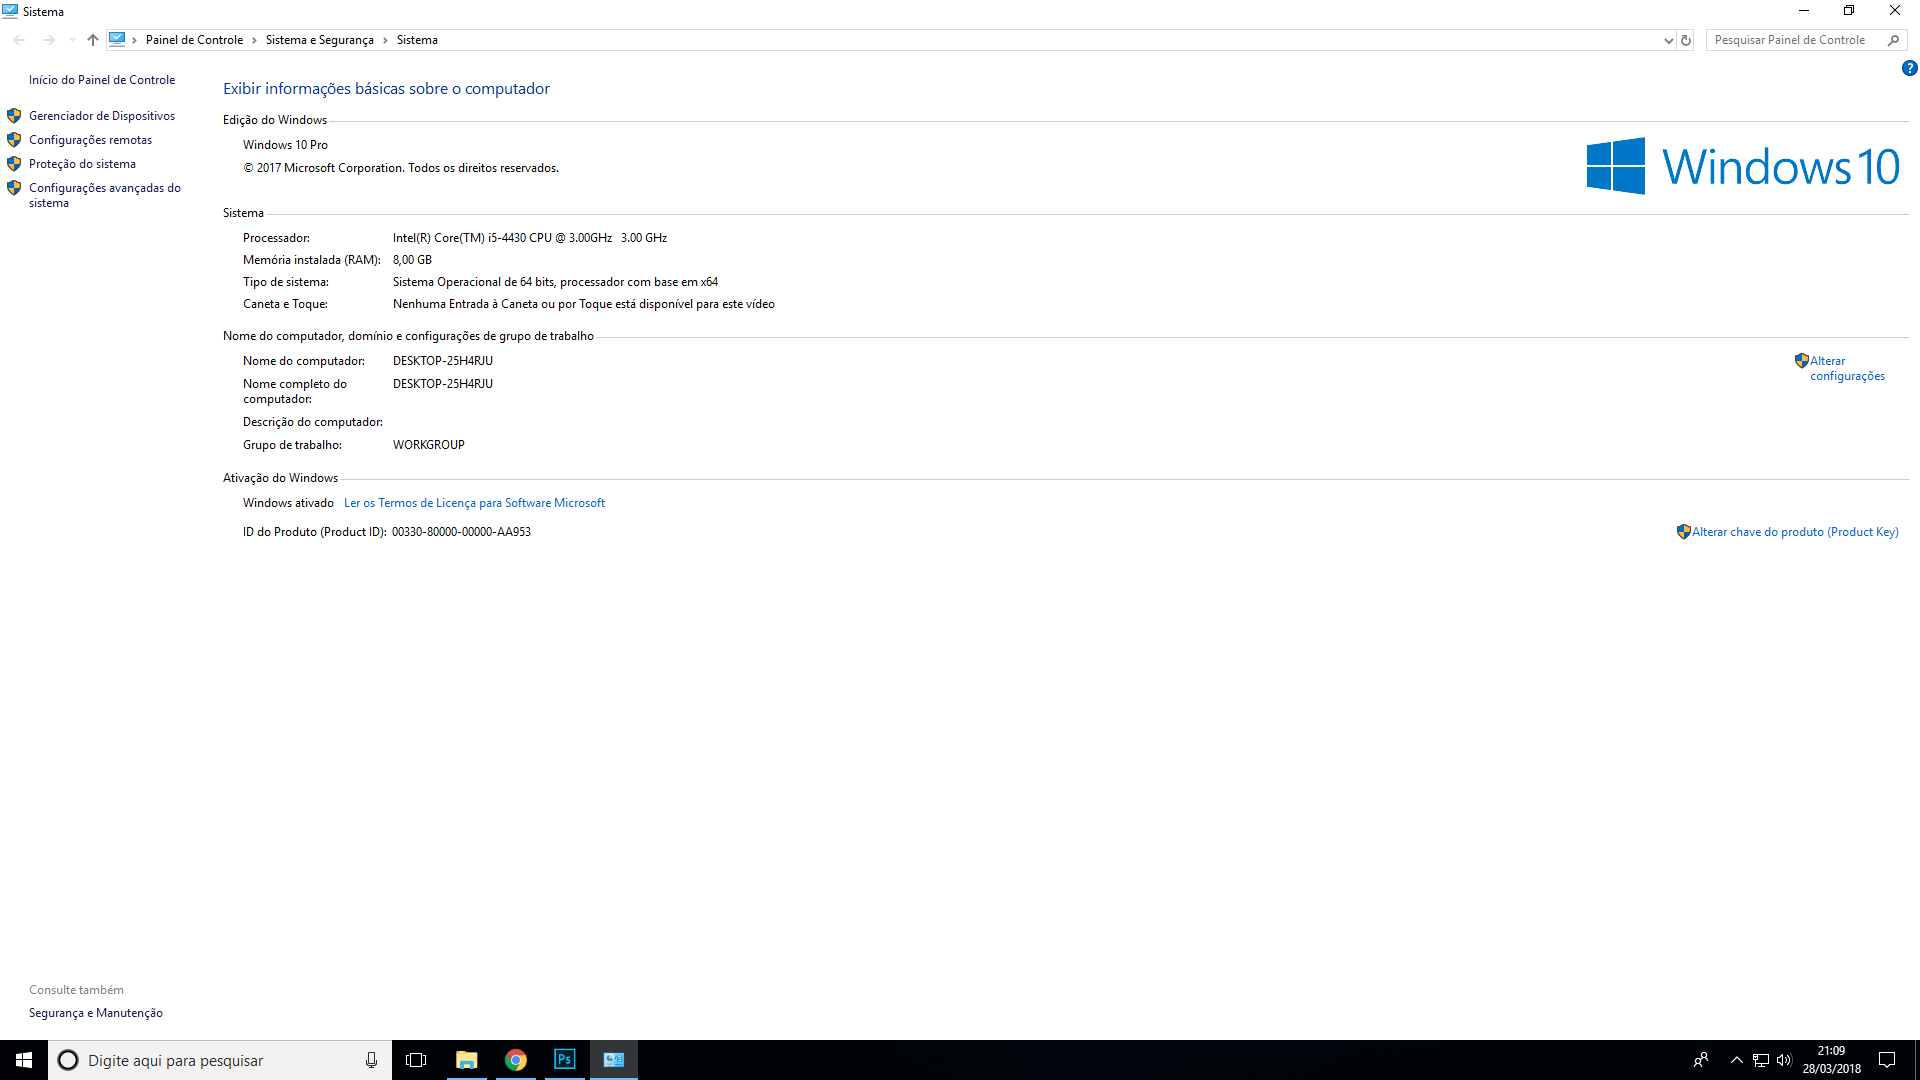 Sistema
Painel de Controle > Sistema e Segurança > Sistema
Pesquisar Painel de Controle
?
Início do Painel de Controle
Gerenciador de Dispositivos
Configurações remotas
Proteção do sistema
Configurações avançadas do
sistema
Exibir informações básicas sobre o computador
Edição do Windows
Windows 10 Pro
© 2017 Microsoft Corporation. Todos os direitos reservados.
Windows 10
Sistema
Processador: Intel(R) Core(TM) i5-4430 CPU @ 3.00GHz 3.00 GHz
Memória instalada (RAM): 8,00 GB
Tipo de sistema: Sistema Operacional de 64 bits, processador com base em x64
Caneta e Toque: Nenhuma Entrada à Caneta ou por Toque está disponível para este vídeo
Nome do computador, domínio e configurações de grupo de trabalho
Nome do computador: DESKTOP-25H4RJU
Nome completo do DESKTOP-25H4RJU
computador:
Descrição do computador:
Grupo de trabalho: WORKGROUP
Alterar
configurações
Ativação do Windows
Windows ativado Ler os Termos de Licença para Software Microsoft
ID do Produto (Product ID): 00330-80000-00000-AA953
Alterar chave do produto (Product Key)
Consulte também
Segurança e Manutenção
Digite aqui para pesquisar
Ps
21:09
28/03/2018